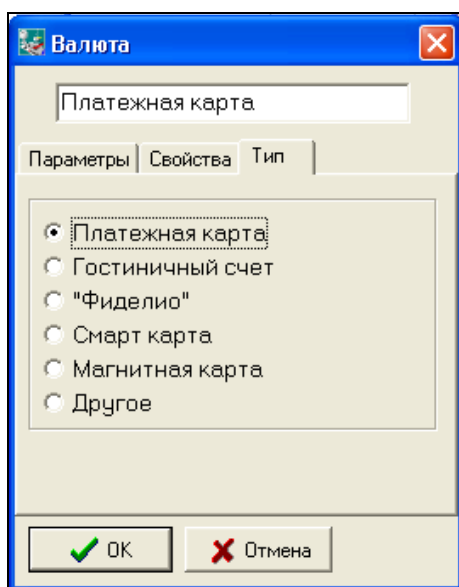 Валюта
Платежная карта
Параметры Свойства Тип
Платежная карта
Гостиничный счет
"Фиделио"
Смарт карта
Магнитная карта
Другое
OK Отмена